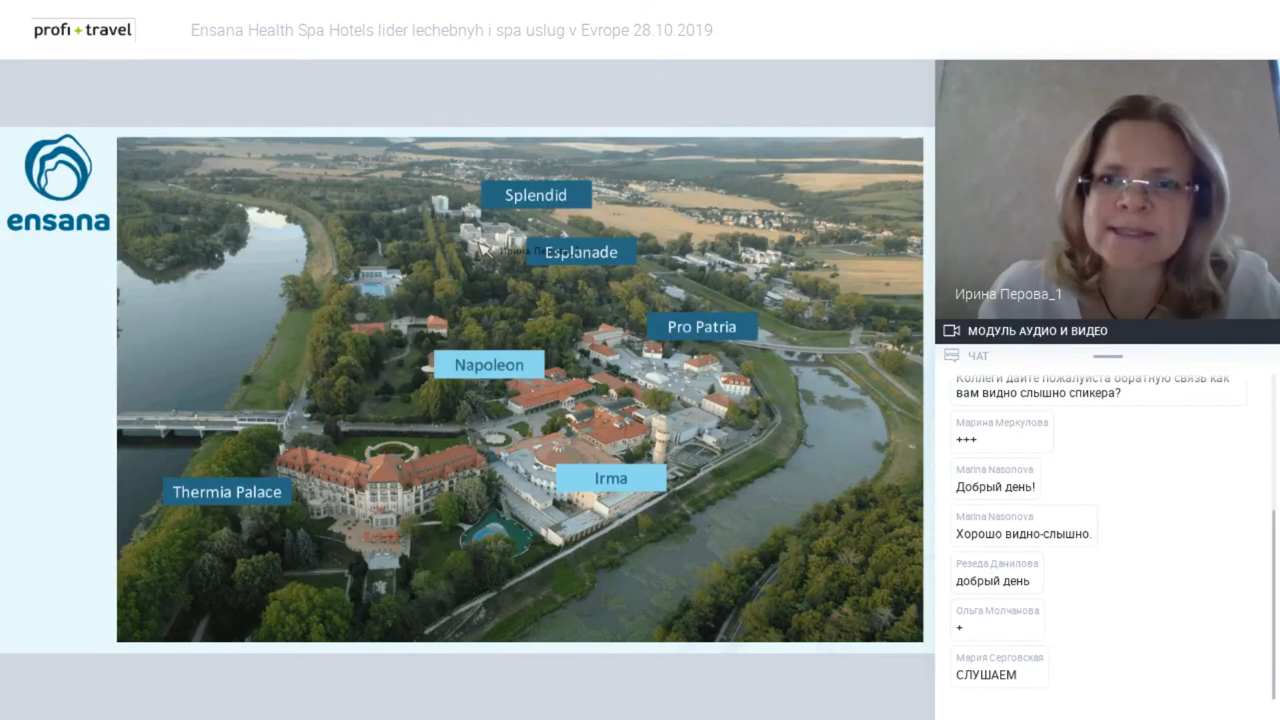 profi+travel
Ensana Health Spa Hotels lider lechebnyh i spa uslug v Evrope 28.10.2019
ensana
Splendid
Esplanade
Pro Patria
Napoleon
Irma
Thermia Palace
Ирина Перова_1
МОДУЛЬ АУДИО И ВИДЕО
ЧАТ
Коллеги дайте пожалуйста обратную связь как
вам видно слышно спикера?
Марина Меркулова
+++
Marina Nasonova
Добрый день!
Marina Nasonova
Хорошо видно-слышно.
Резеда Данилова
добрый день
Ольга Молчанова
+
Мария Серговская
СЛУШАЕМ